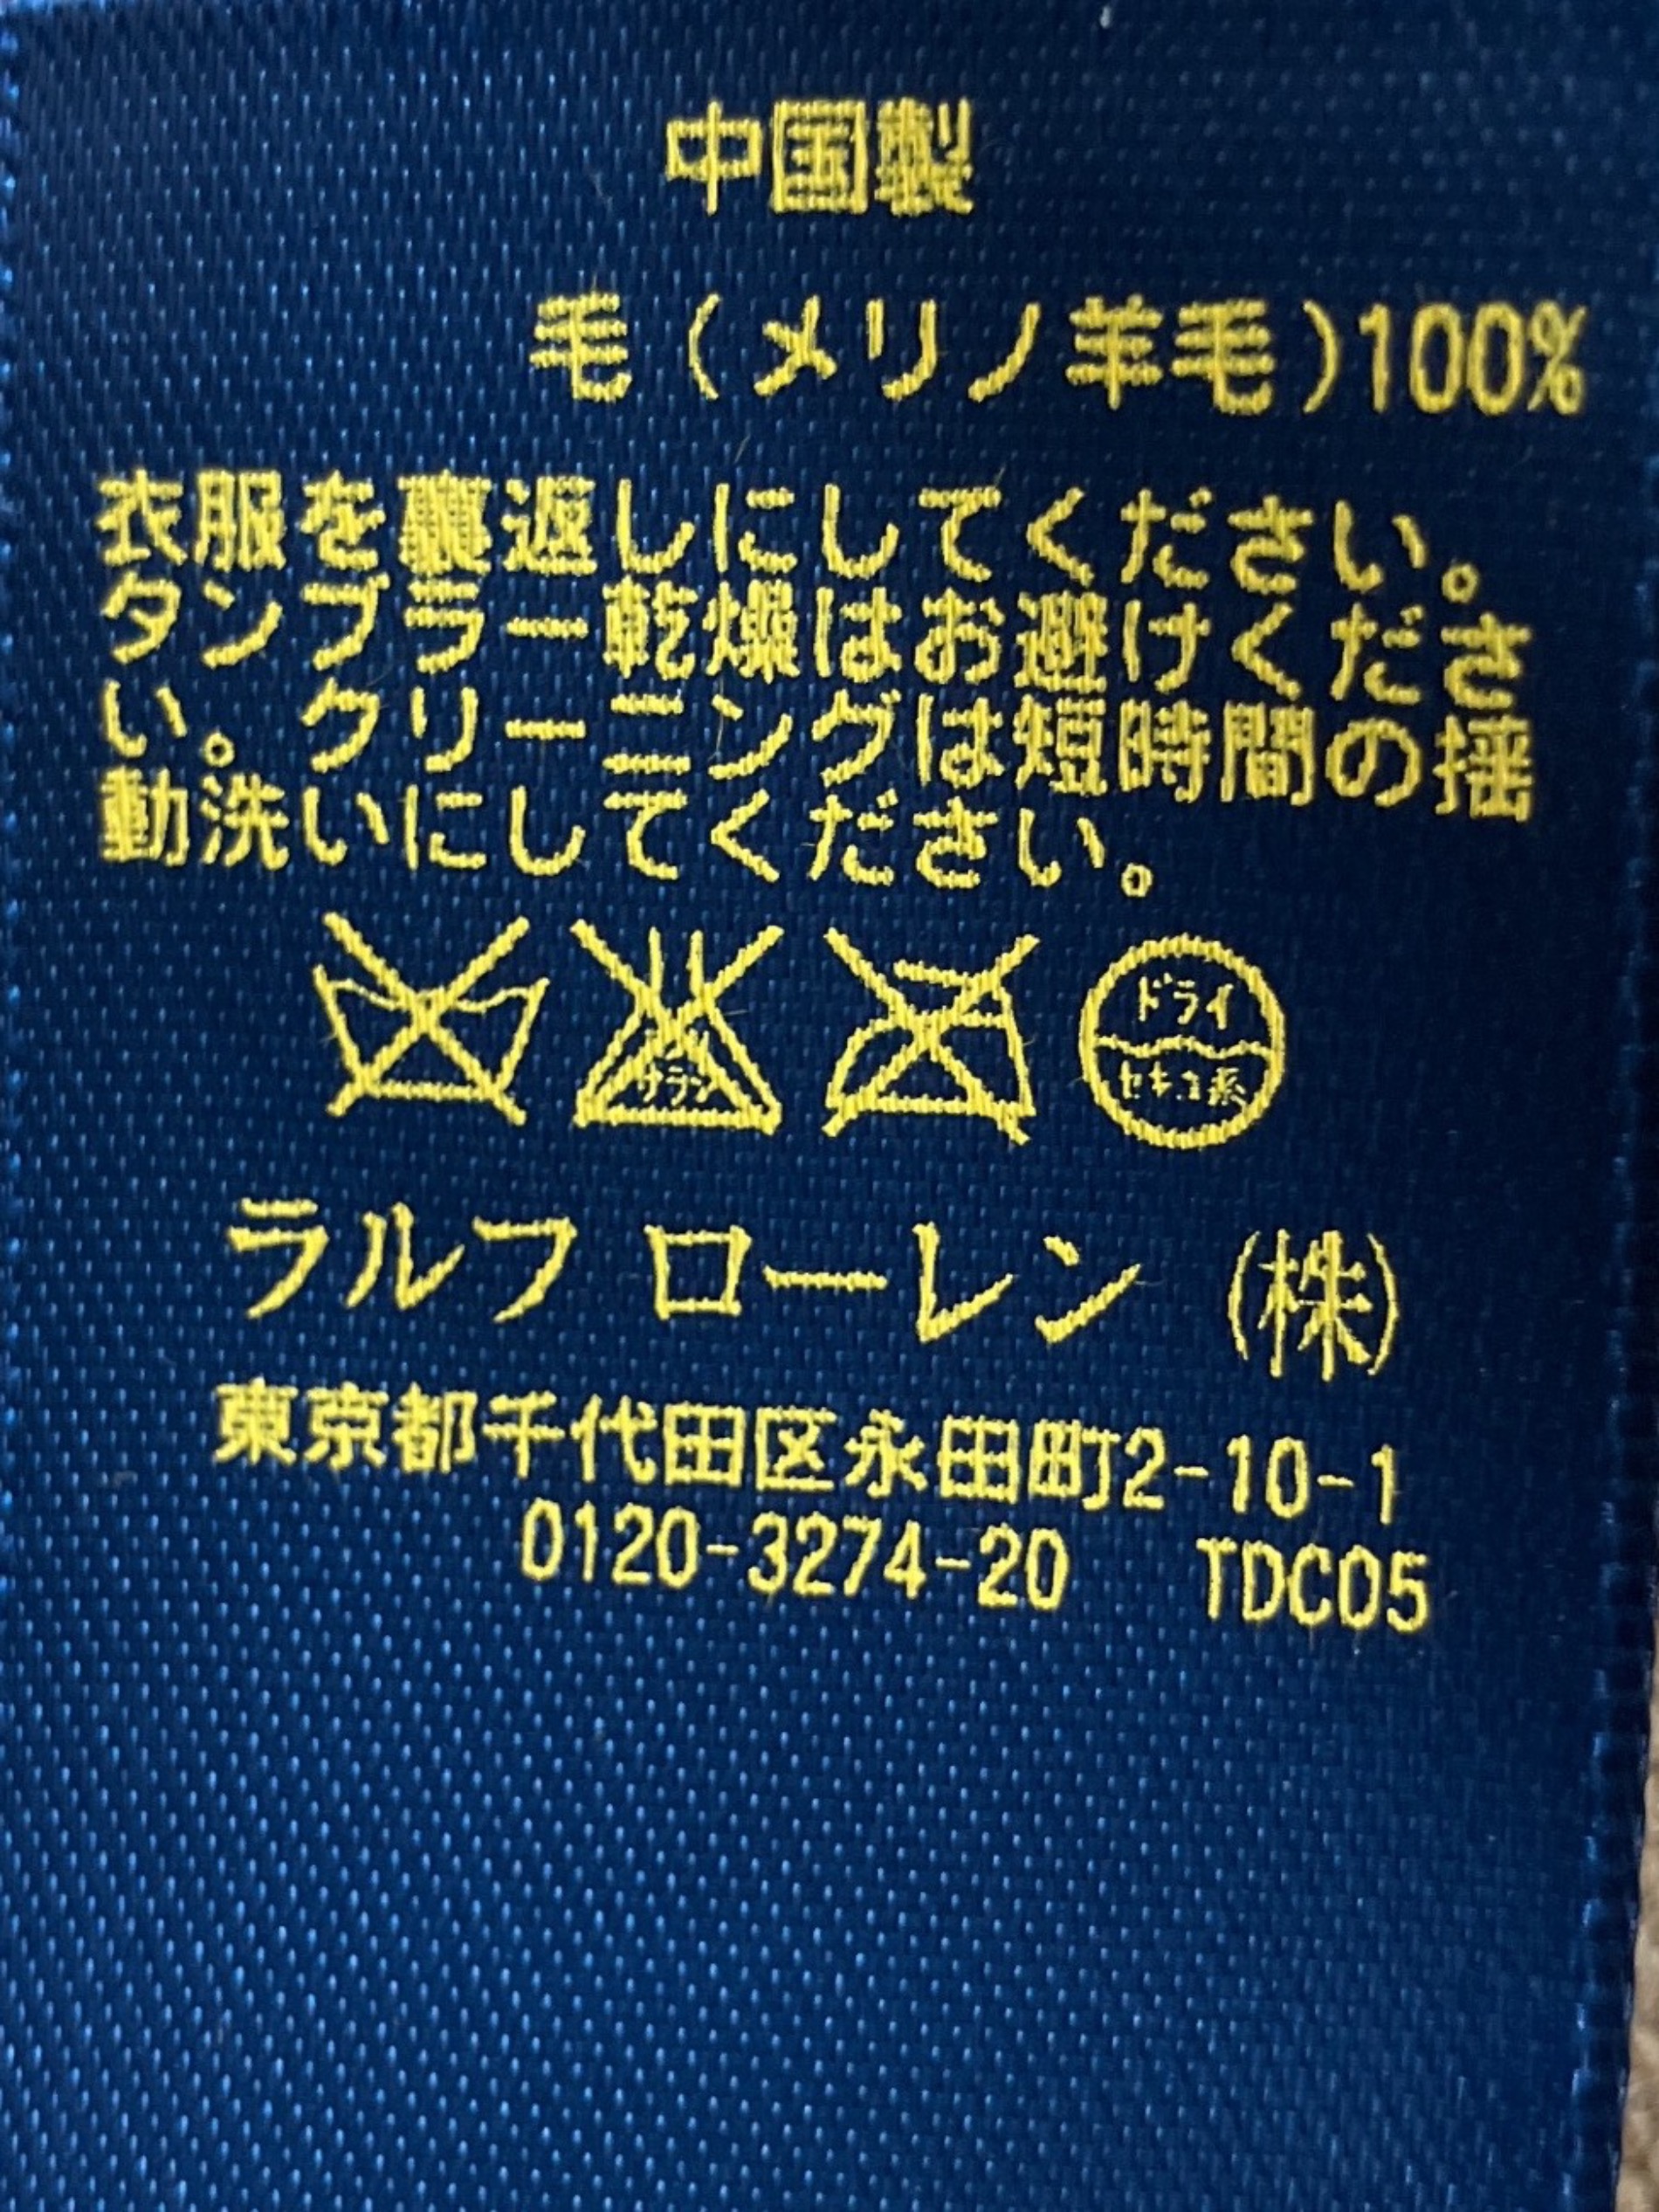 中国製
毛(メリノ羊毛)100%
衣服を裏返しにしてください。
タンブラー乾燥はお避けくださ
い。クリーニングは短時間の揺
動洗いにしてください。
サラシ
ドライ
セキユ系
ラルフ ローレン (株)
東京都千代田区永田町2-10-1
0120-3274-20 TDC05